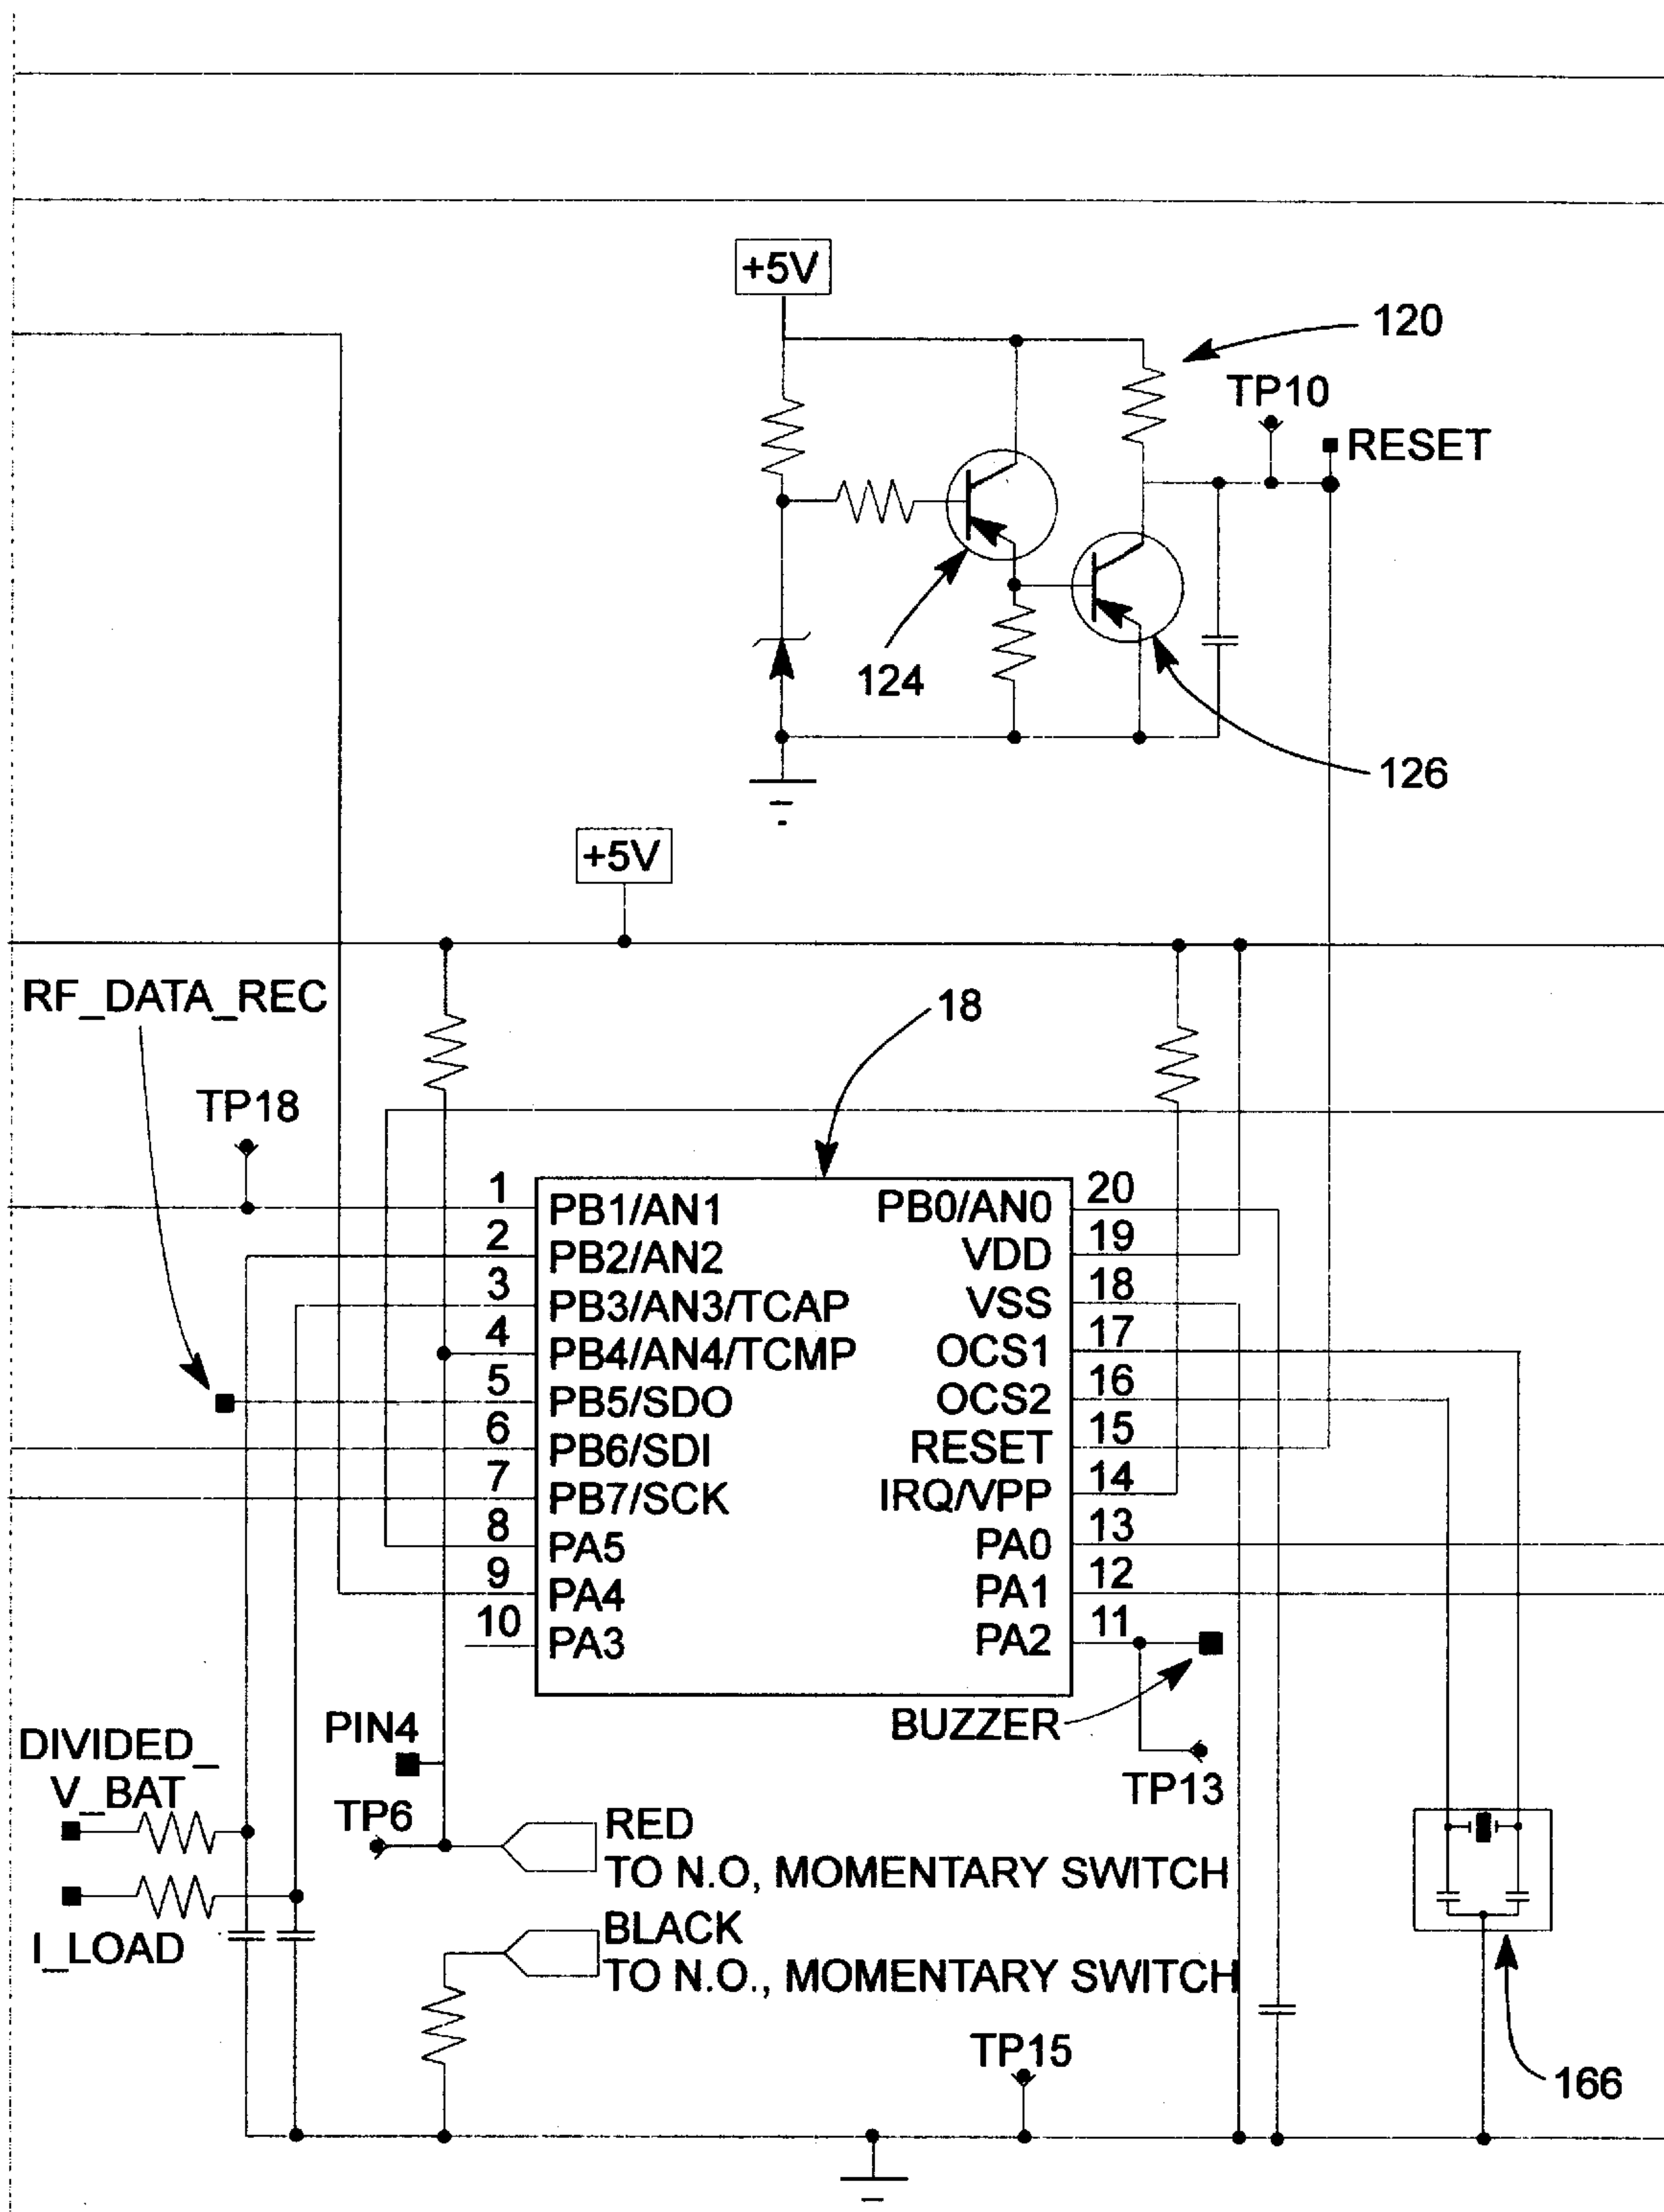 +5V
120
TP10
RESET
124
126
+5V
RF_DATA_REC
18
TP18
1 PB1/AN1 PB0/AN0 20
2 PB2/AN2 VDD 19
3 PB3/AN3/TCAP VSS 18
4 PB4/AN4/TCMP OCS1 17
5 PB5/SDO OCS2 16
6 PB6/SDI RESET 15
7 PB7/SCK IRQ/VPP 14
8 PA5 PA0 13
9 PA4 PA1 12
10 PA3 PA2 11
BUZZER
TP13
PIN4
DIVIDED_
V_BAT
TP6
RED
TO N.O, MOMENTARY SWITCH
I_LOAD
BLACK
TO N.O., MOMENTARY SWITCH
TP15
166